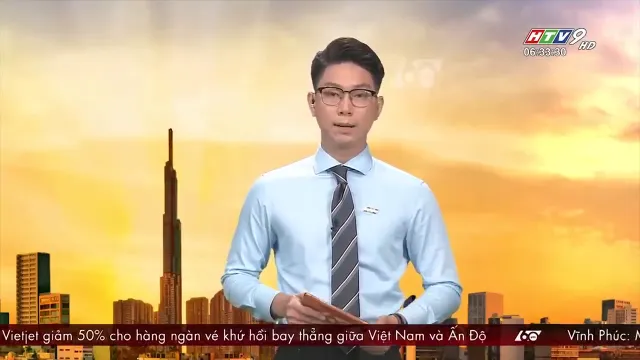 HTV9 HD
06:33:30
Vietjet giảm 50% cho hàng ngàn vé khứ hồi bay thẳng giữa Việt Nam và Ấn Độ 60 Vĩnh Phúc: